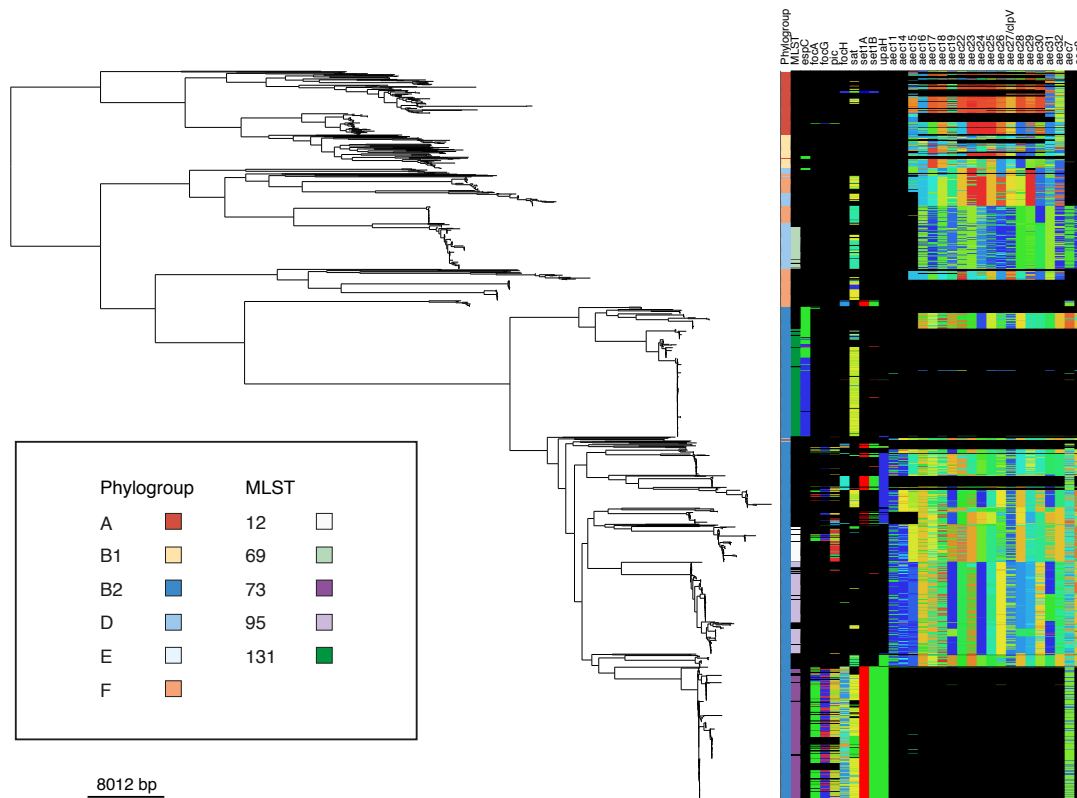 Phylogroup
MLST
espC
focA
focG
pic
focH
sat
set1A
set1B
upaH
aec11
aec14
aec15
aec16
aec17
aec18
aec19
aec22
aec23
aec24
aec25
aec26
aec27/clpV
aec28
aec29
aec30
aec31
aec32
aec7
Phylogroup MLST
A 12
B1 69
B2 73
D 95
E 131
F
8012 bp